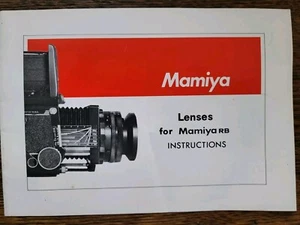 Mamiya
Lenses
for Mamiya RB
INSTRUCTIONS